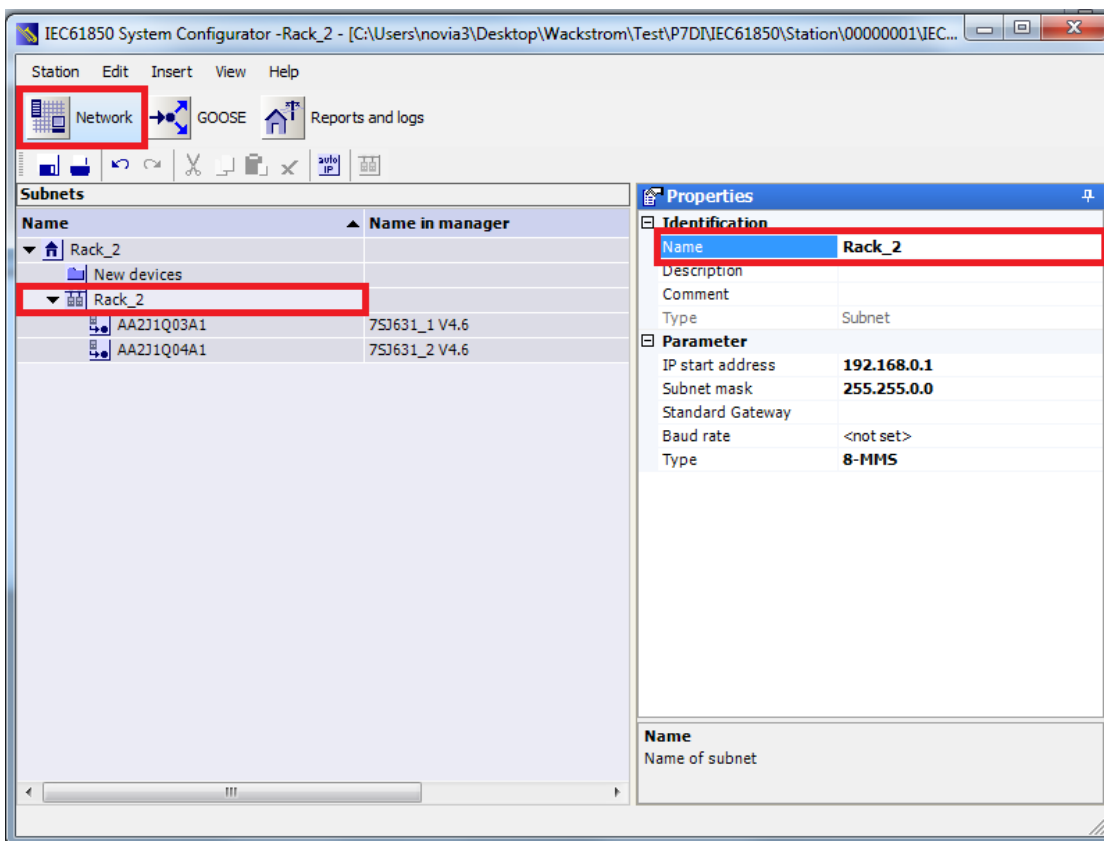 IEC61850 System Configurator -Rack_2 - [C:\Users\novia3\Desktop\Wackstrom\Test\P7DI\IEC61850\Station\00000001\IEC...
Station Edit Insert View Help
Network GOOSE Reports and logs
auto IP
Subnets
Name Name in manager
Rack_2
New devices
Rack_2
AA2J1Q03A1 7SJ631_1 V4.6
AA2J1Q04A1 7SJ631_2 V4.6
Properties
Identification
Name Rack_2
Description
Comment
Type Subnet
Parameter
IP start address 192.168.0.1
Subnet mask 255.255.0.0
Standard Gateway
Baud rate <not set>
Type 8-MMS
Name
Name of subnet